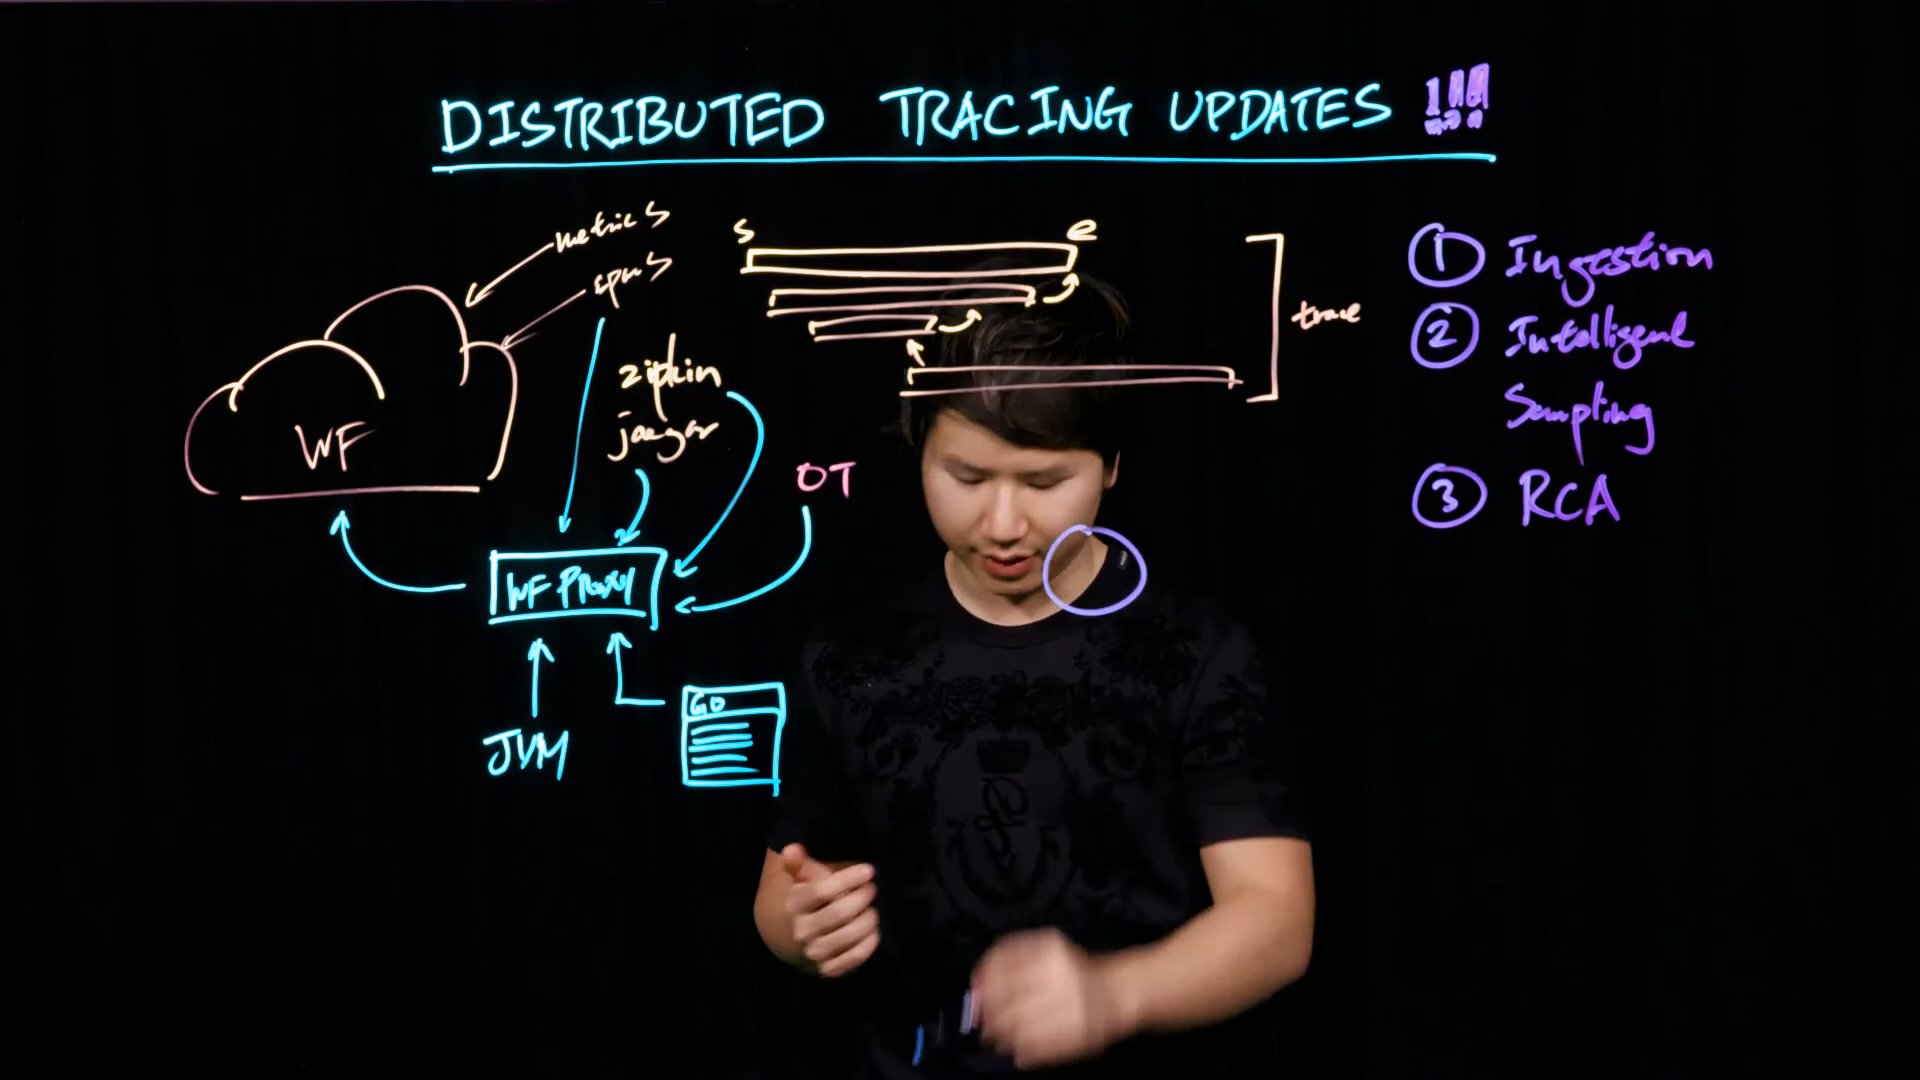 DISTRIBUTED TRACING UPDATES !!!
metrics
spans
WF
zipkin
jaeger
OT
WF PROXY
JVM
GO
s
e
trace
1 Ingestion
2 Intelligent
Sampling
3 RCA